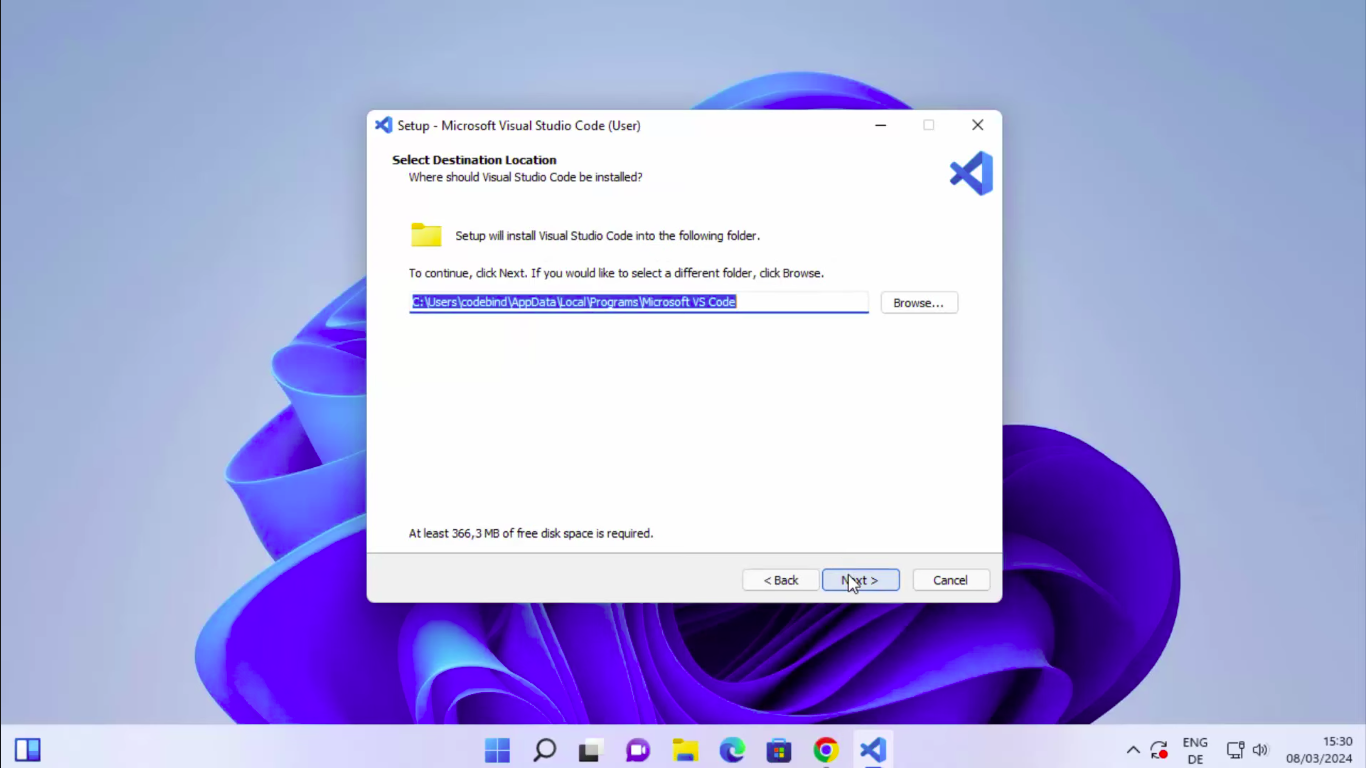 Setup - Microsoft Visual Studio Code (User)
Select Destination Location
Where should Visual Studio Code be installed?
Setup will install Visual Studio Code into the following folder.
To continue, click Next. If you would like to select a different folder, click Browse.
C:\Users\codebind\AppData\Local\Programs\Microsoft VS Code
Browse...
At least 366,3 MB of free disk space is required.
< Back
Next >
Cancel
ENG
DE
15:30
08/03/2024